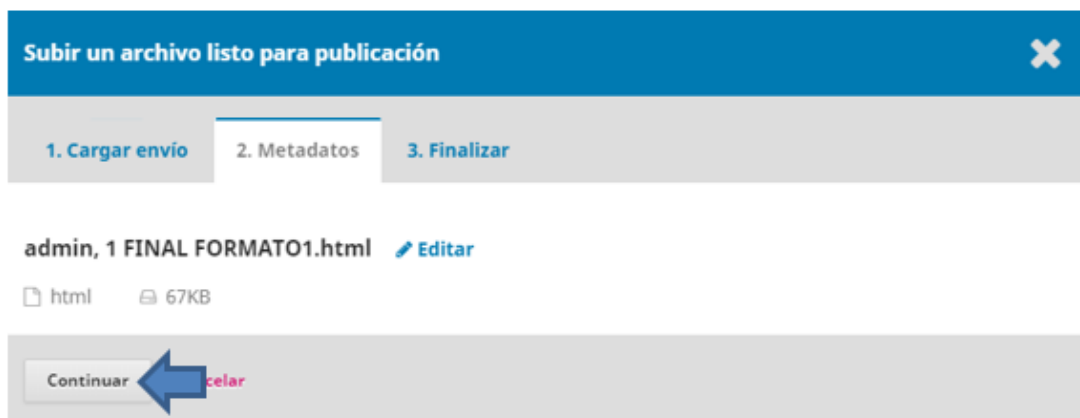 Subir un archivo listo para publicación
1. Cargar envío 2. Metadatos 3. Finalizar
admin, 1 FINAL FORMATO1.html Editar
html 67KB
Continuar celar